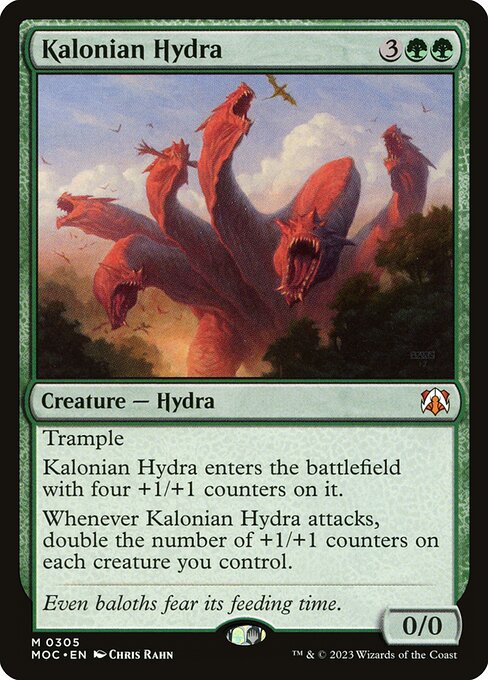 Kalonian Hydra 3
Creature — Hydra
Trample
Kalonian Hydra enters the battlefield
with four +1/+1 counters on it.
Whenever Kalonian Hydra attacks,
double the number of +1/+1 counters on
each creature you control.
Even baloths fear its feeding time.
0/0
M 0305
MOC • EN Chris Rahn
™ & © 2023 Wizards of the Coast